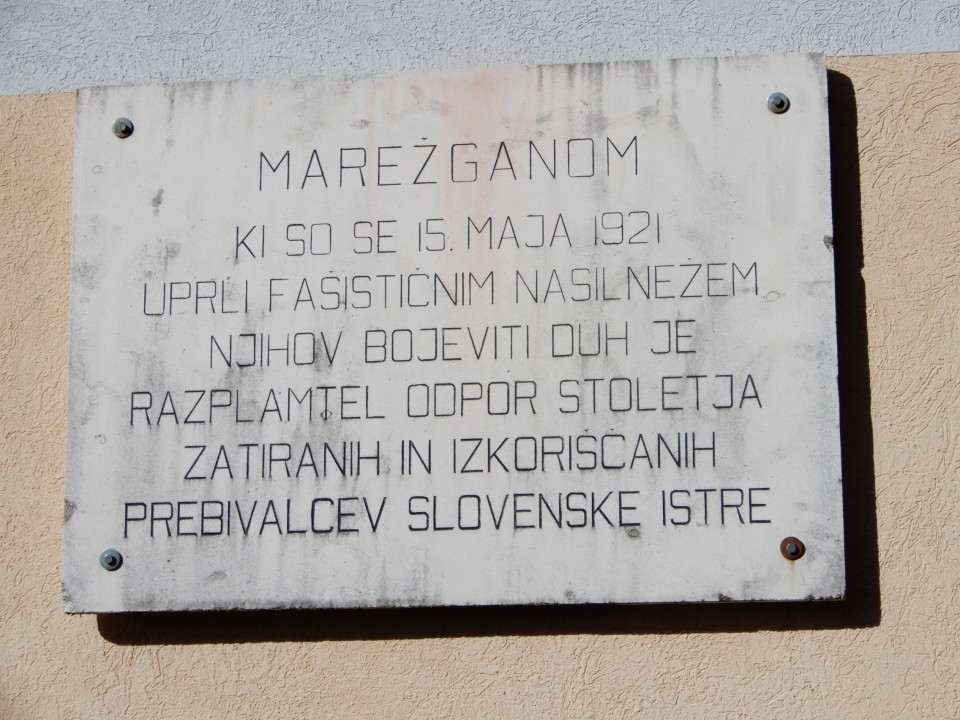 MAREŽGANOM
KI SO SE 15. MAJA 1921
UPRLI FAŠISTIČNIM NASILNEŽEM
NJIHOV BOJEVITI DUH JE
RAZPLAMTEL ODPOR STOLETJA
ZATIRANIH IN IZKORIŠČANIH
PREBIVALCEV SLOVENSKE ISTRE